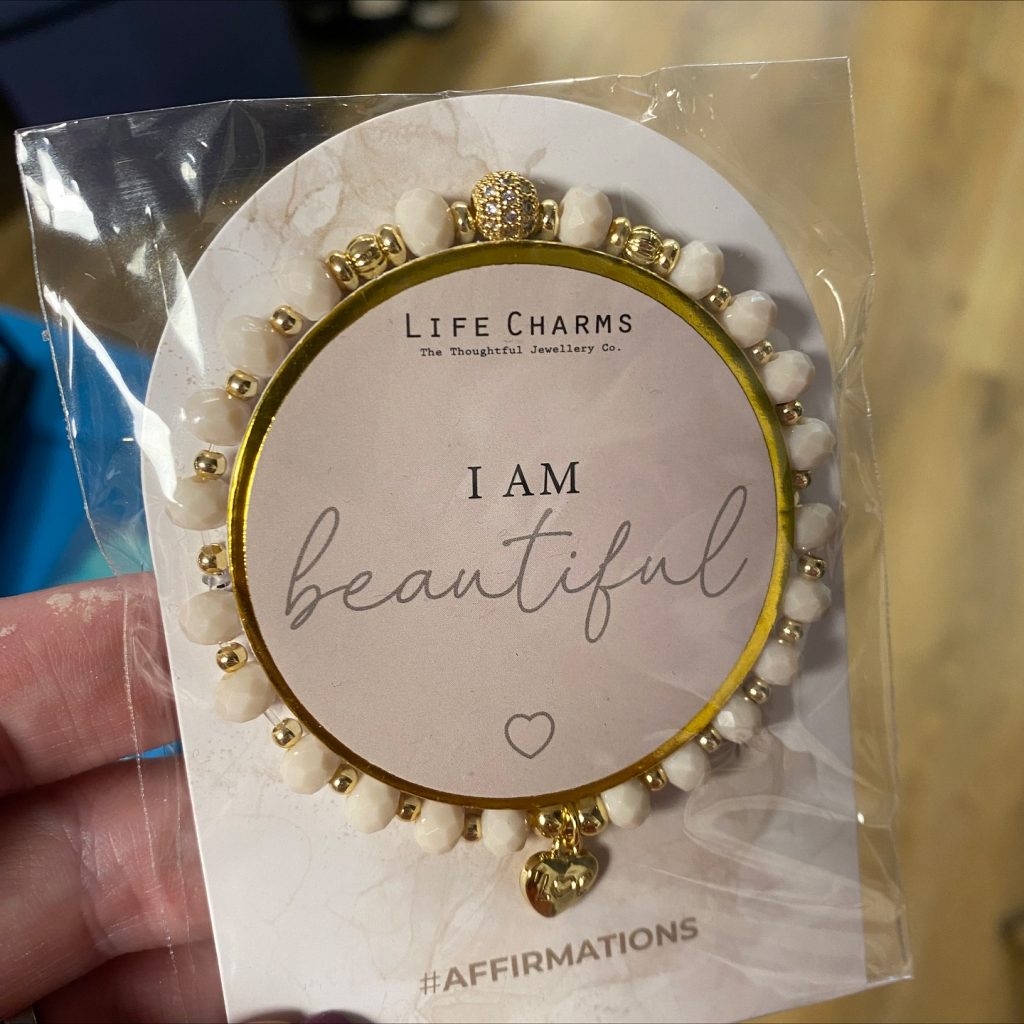 LIFE CHARMS
The Thoughtful Jewellery Co.
I AM
beautiful
#AFFIRMATIONS